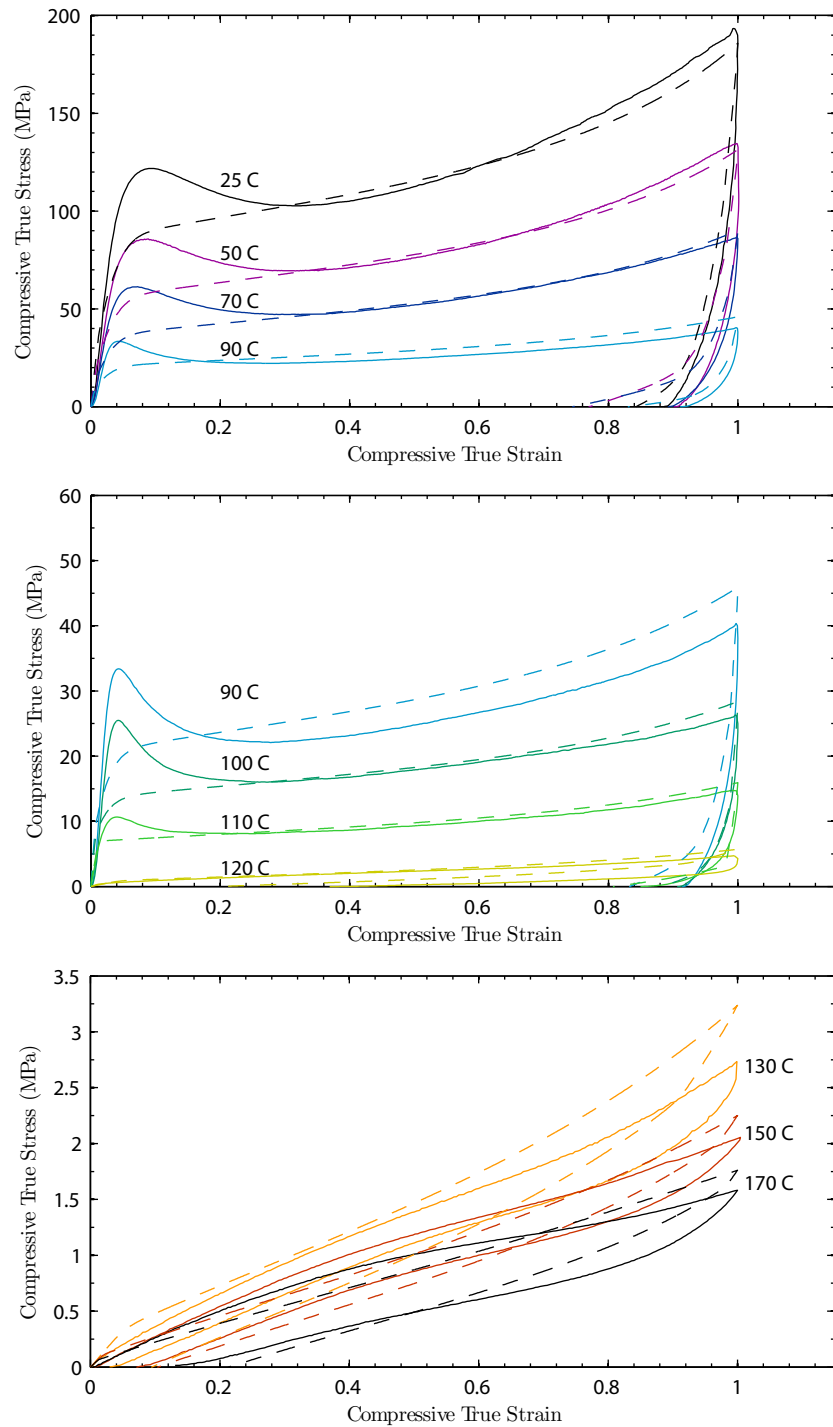 200
150
100
50
0
Compressive True Stress (MPa)
25 C
50 C
70 C
90 C
0 0.2 0.4 0.6 0.8 1
Compressive True Strain
60
50
40
30
20
10
0
Compressive True Stress (MPa)
90 C
100 C
110 C
120 C
0 0.2 0.4 0.6 0.8 1
Compressive True Strain
3.5
3
2.5
2
1.5
1
0.5
0
Compressive True Stress (MPa)
130 C
150 C
170 C
0 0.2 0.4 0.6 0.8 1
Compressive True Strain